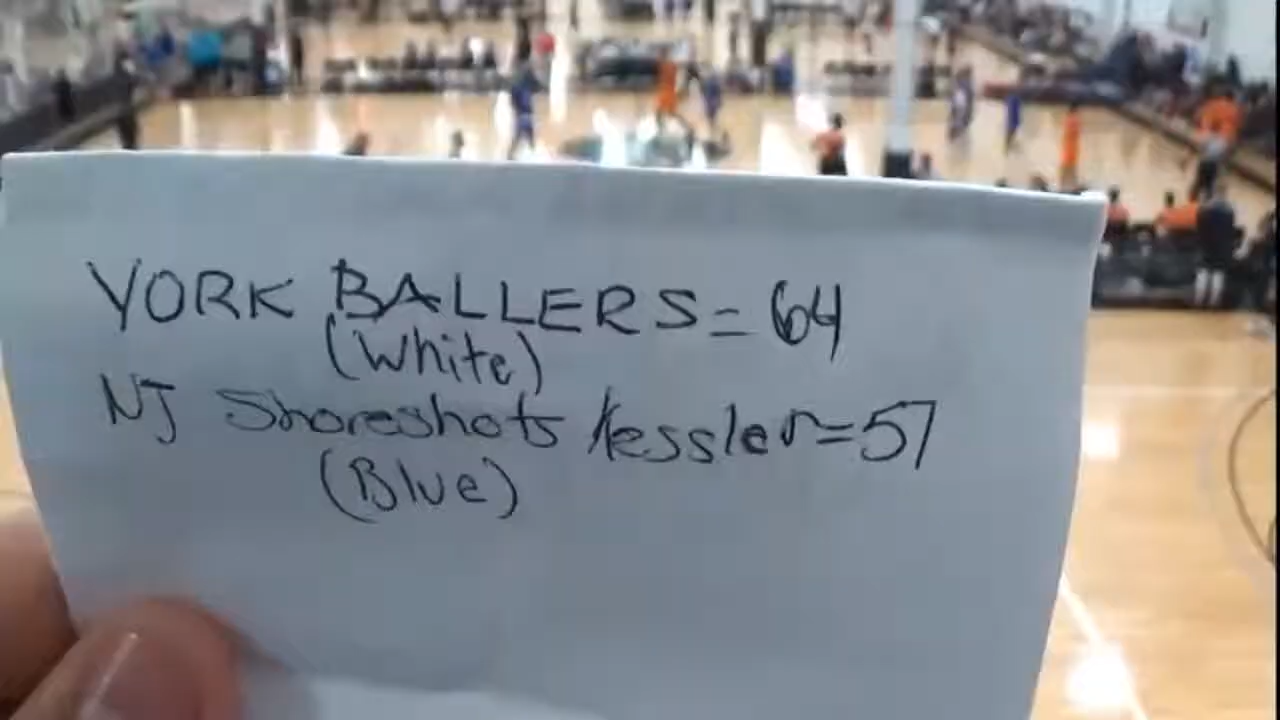 YORK BALLERS = 64
(White)
NJ Shoreshots Kessler = 57
(Blue)